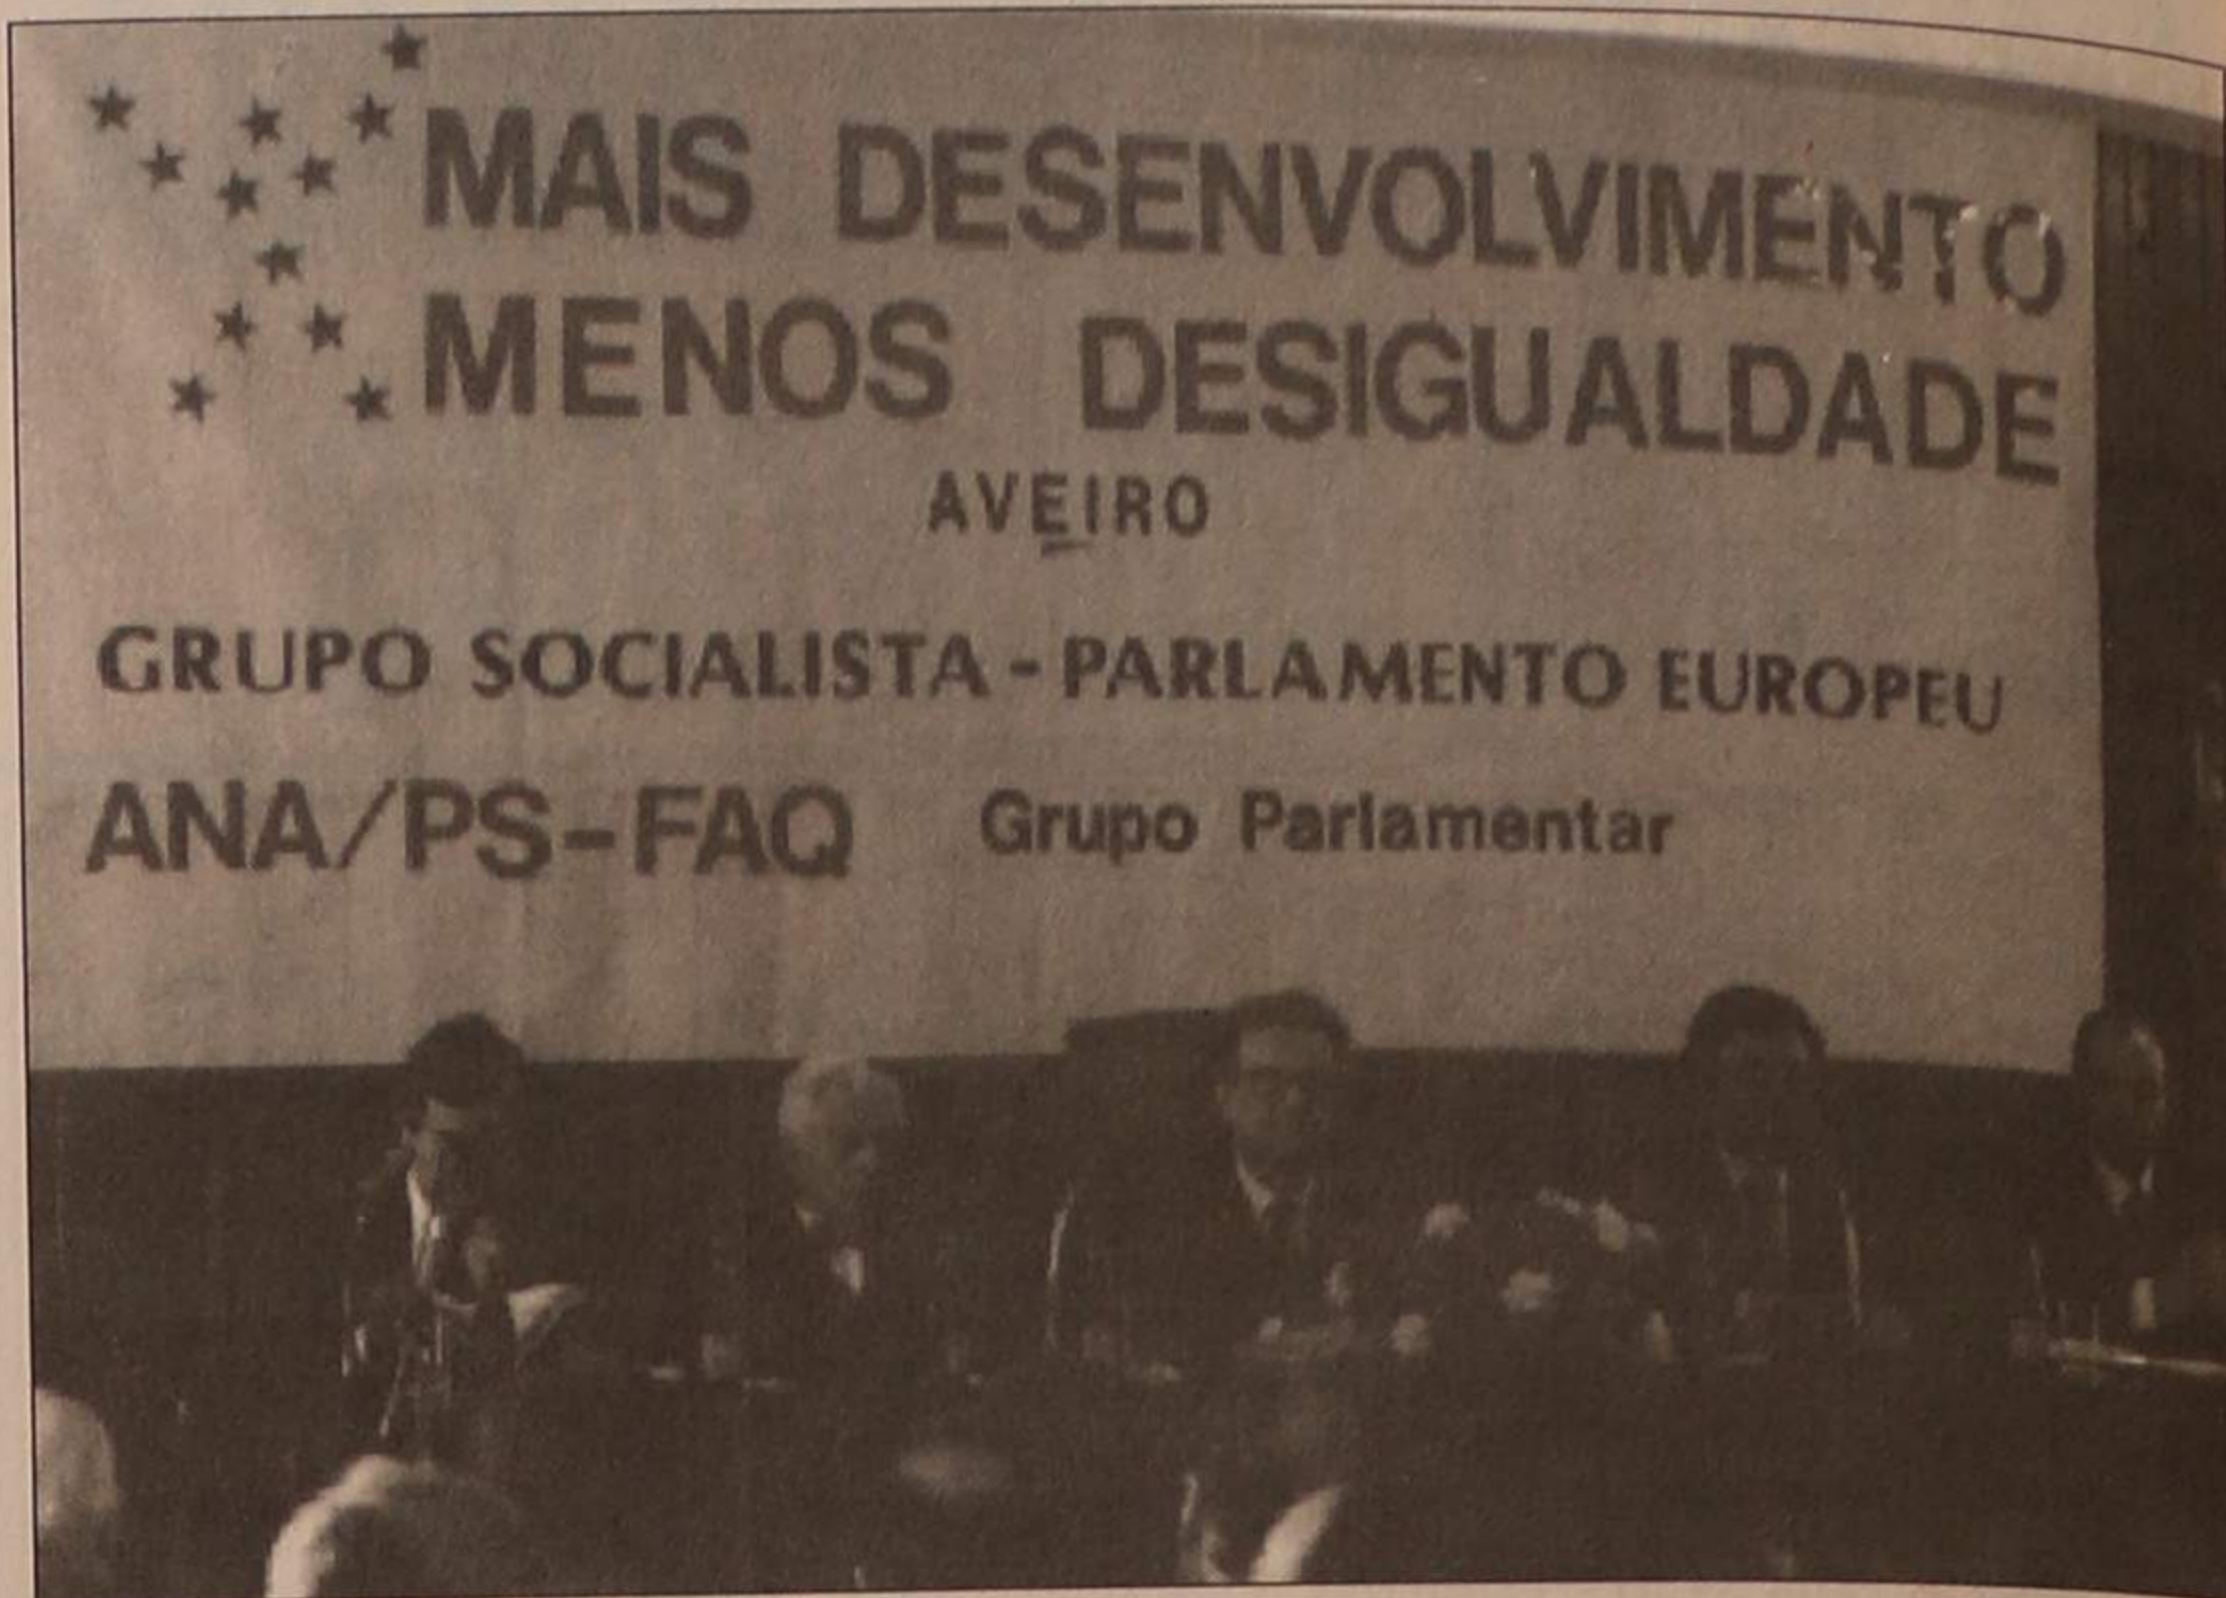 MAIS DESENVOLVIMENTO
MENOS DESIGUALDADE
AVEIRO
GRUPO SOCIALISTA - PARLAMENTO EUROPEU
ANA/PS-FAQ Grupo Parlamentar